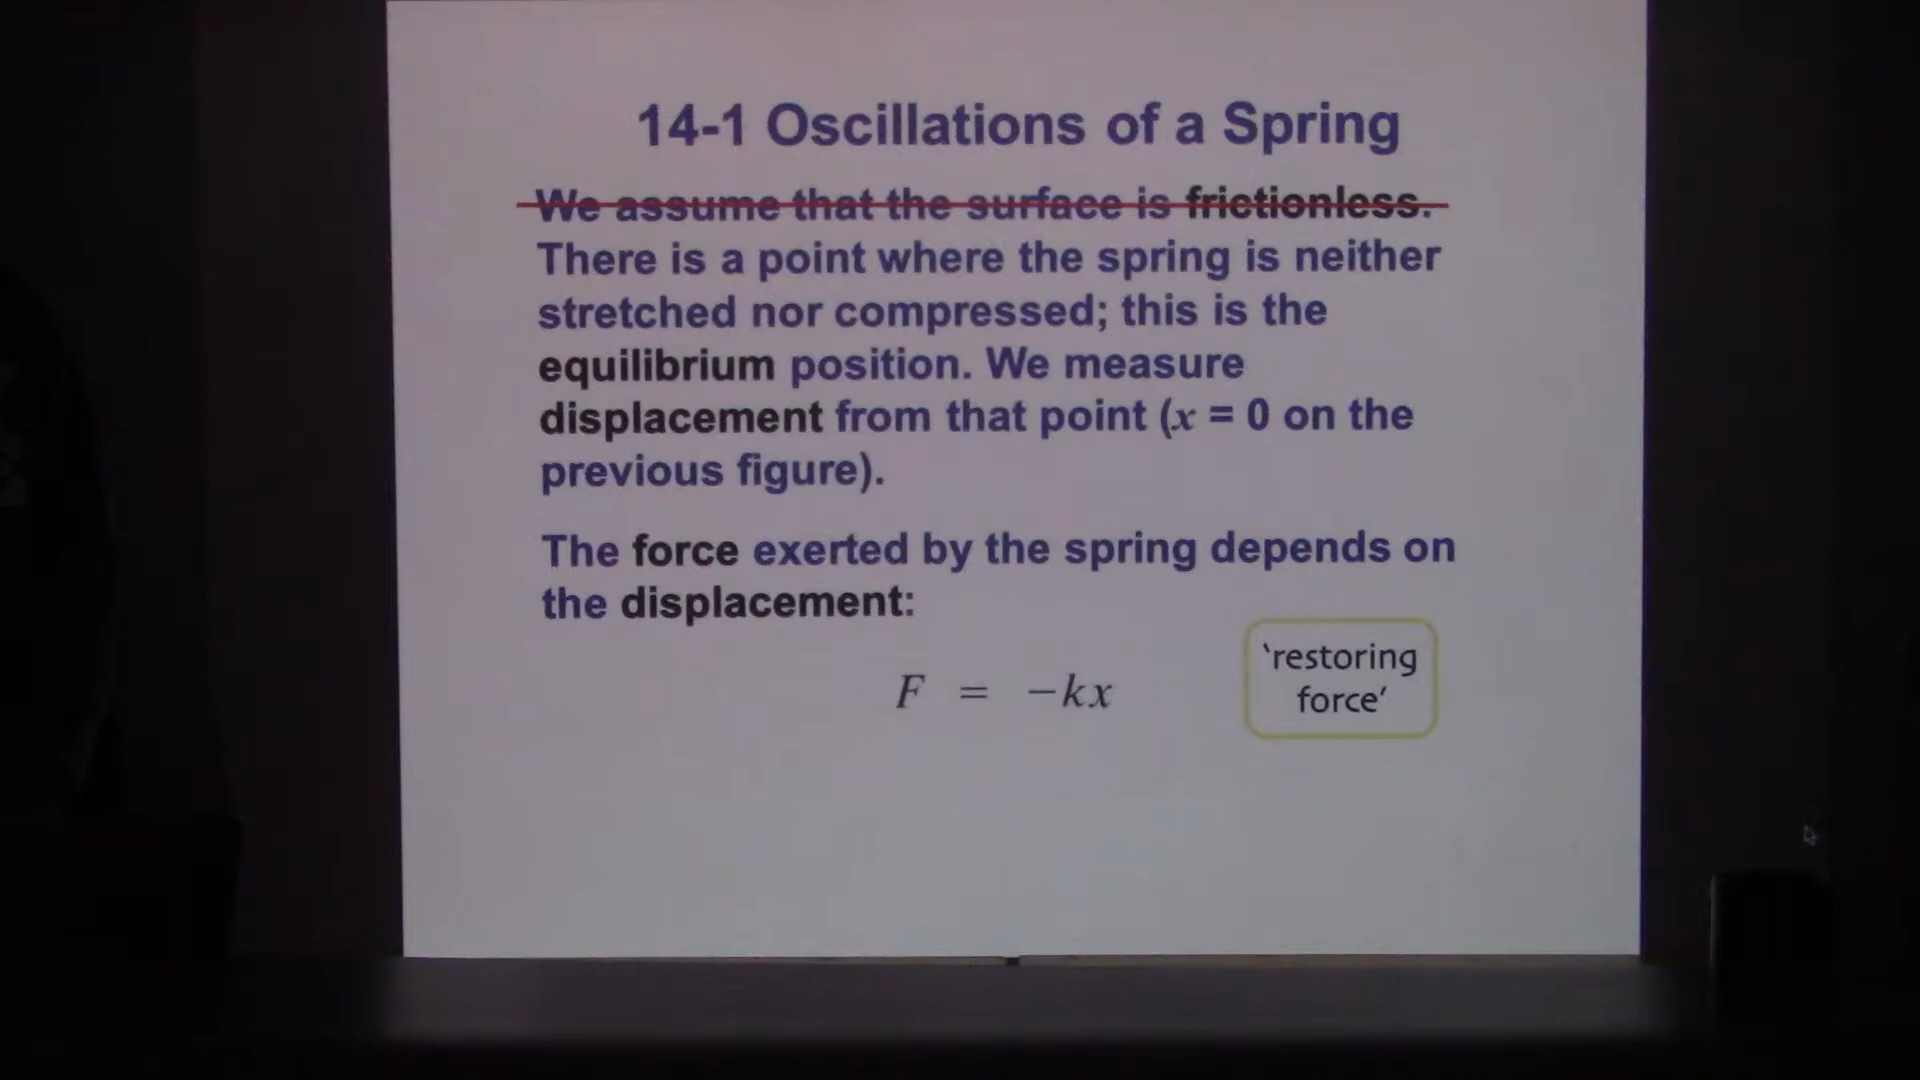 14-1 Oscillations of a Spring
We assume that the surface is frictionless.
There is a point where the spring is neither
stretched nor compressed; this is the
equilibrium position. We measure
displacement from that point (x = 0 on the
previous figure).
The force exerted by the spring depends on
the displacement:
F = −kx
‵restoring
force′